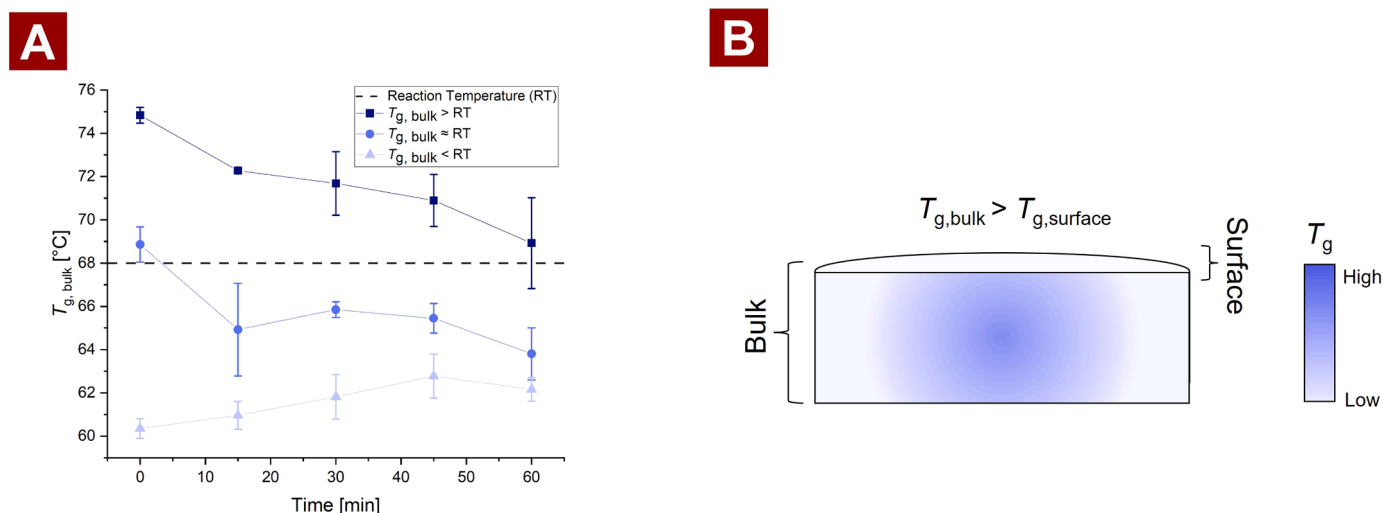 A
B
76
74
72
70
68
66
64
62
60
Tg, bulk [°C]
Reaction Temperature (RT)
Tg, bulk > RT
Tg, bulk ≈ RT
Tg, bulk < RT
0
10
20
30
40
50
60
Time [min]
Tg,bulk > Tg,surface
Bulk
Surface
Tg
High
Low